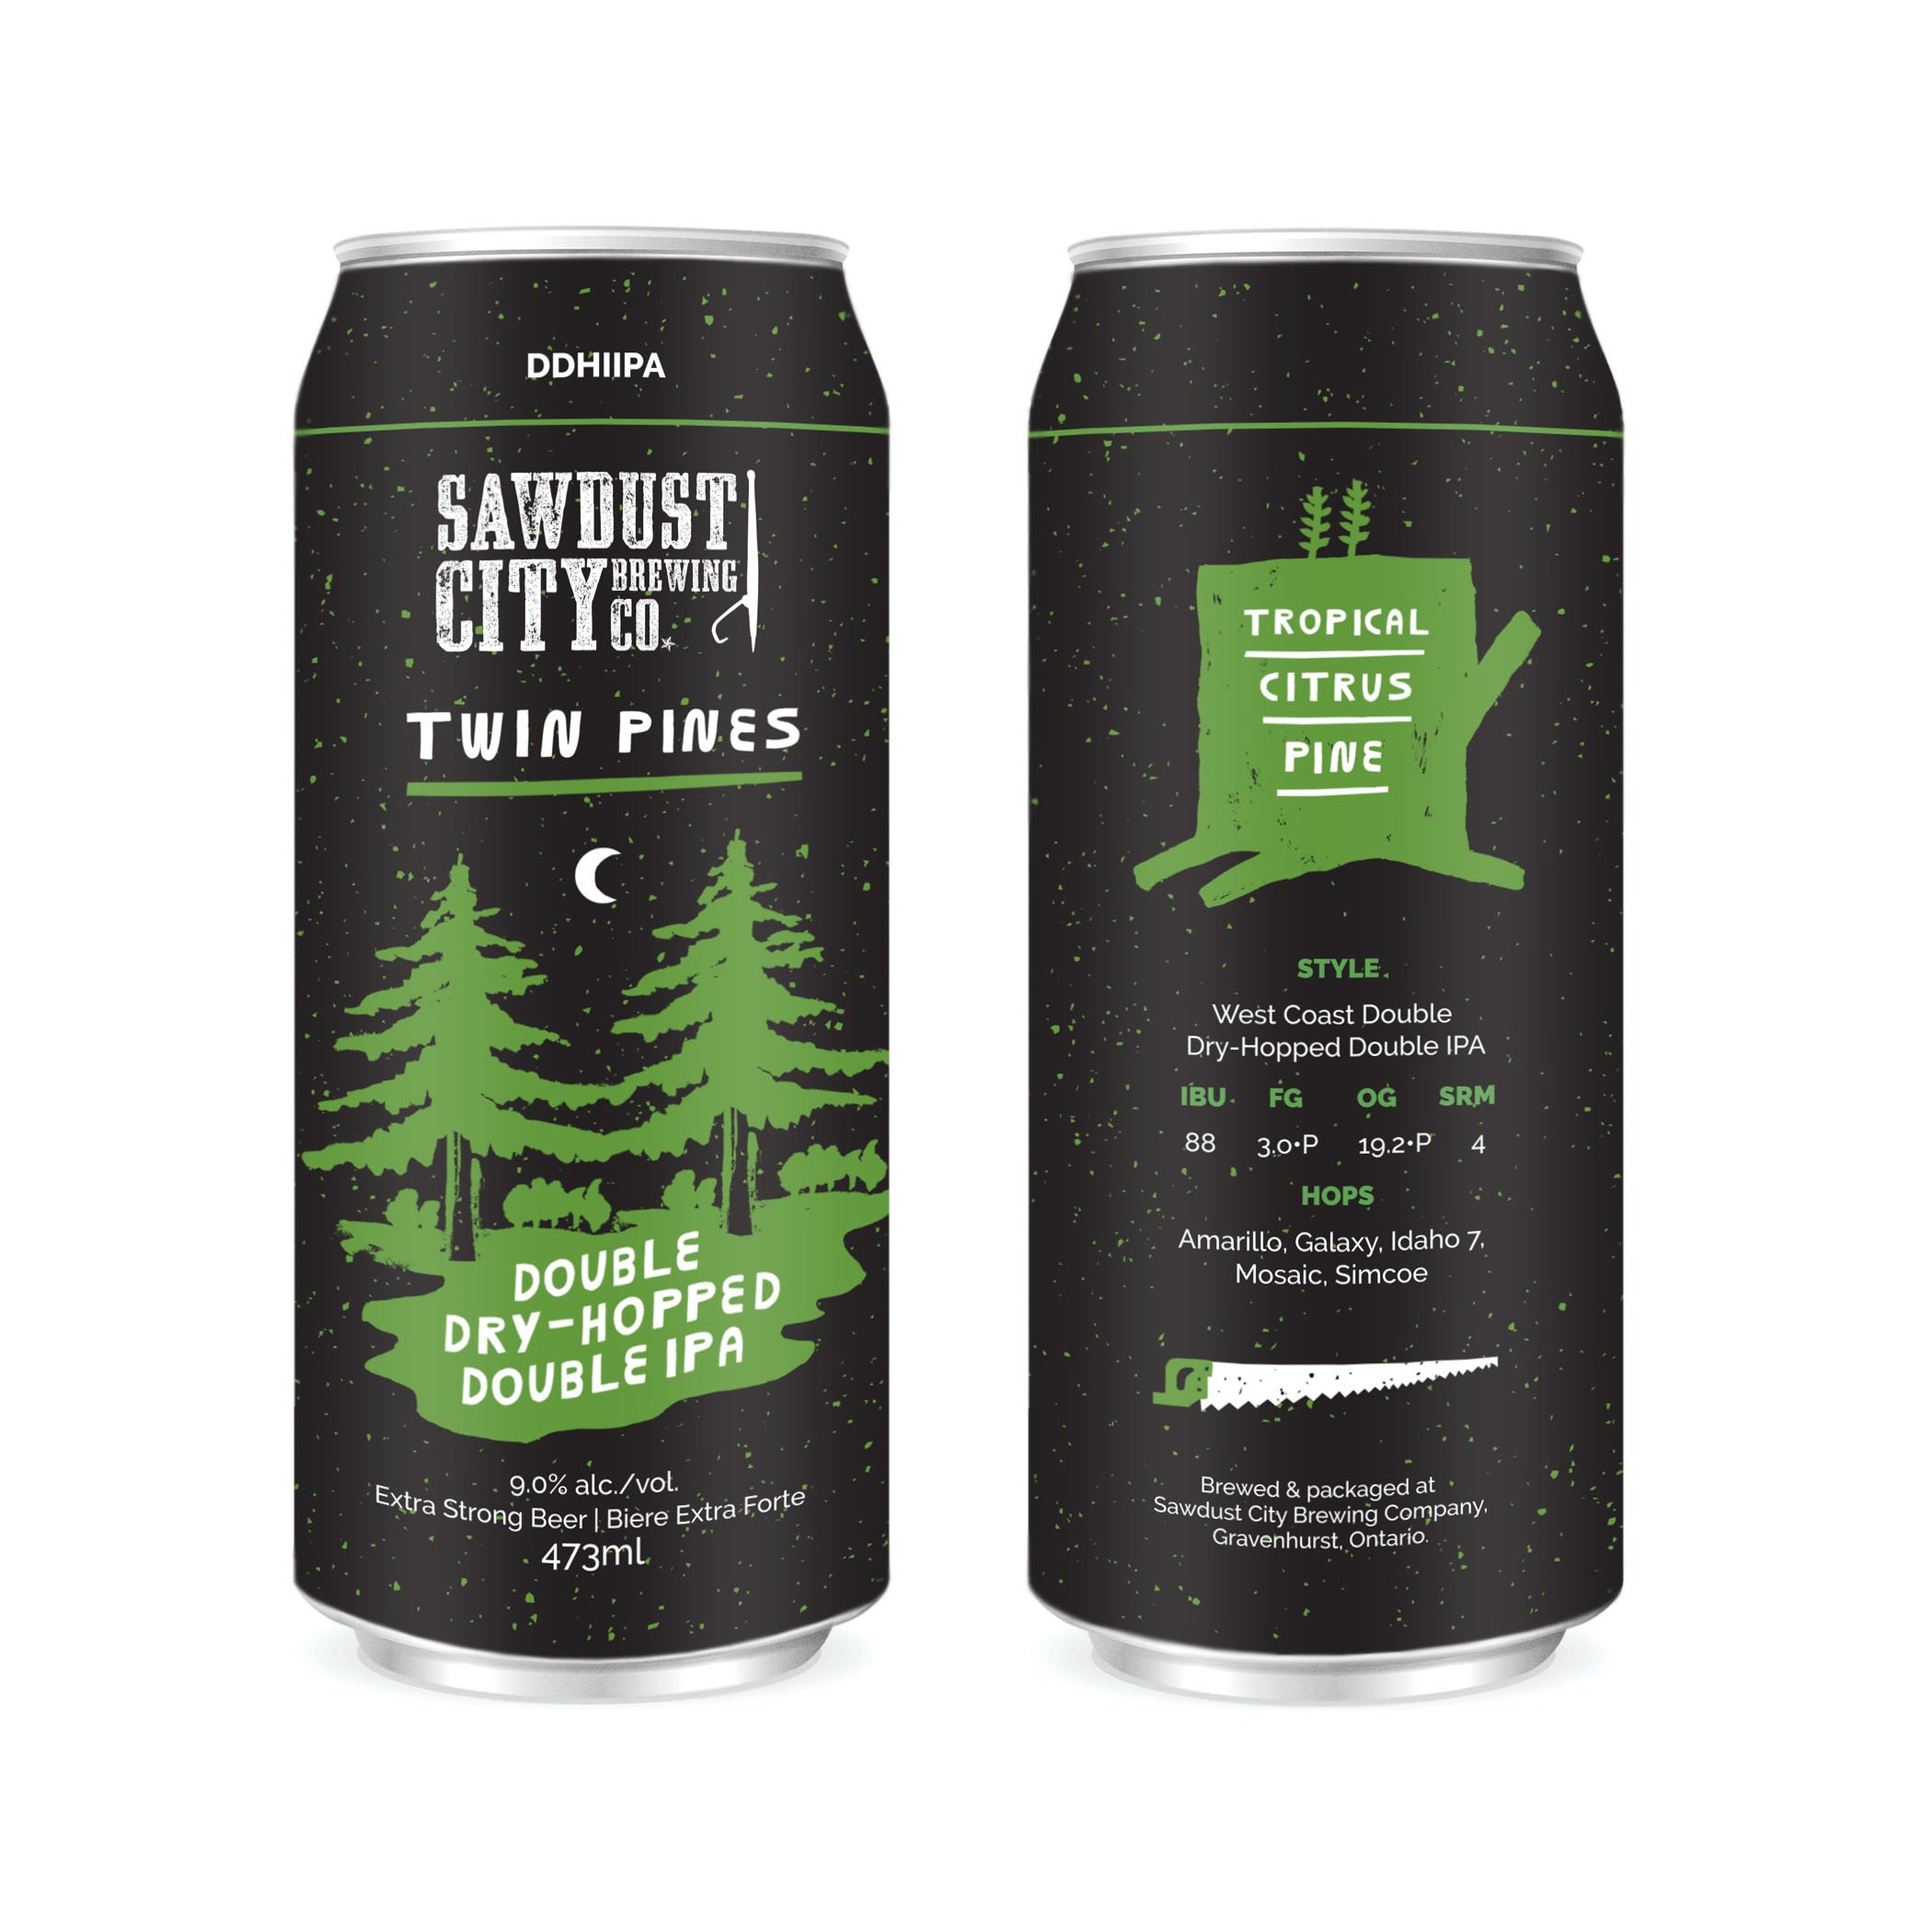 DDHIIPA
SAWDUST
CITY BREWING
CO.
TWIN PINES
DOUBLE
DRY-HOPPED
DOUBLE IPA
9.0% alc./vol.
Extra Strong Beer | Bière Extra Forte
473ml
TROPICAL
CITRUS
PINE
STYLE
West Coast Double
Dry-Hopped Double IPA
IBU FG OG SRM
88 3.0•P 19.2•P 4
HOPS
Amarillo, Galaxy, Idaho 7,
Mosaic, Simcoe
Brewed & packaged at
Sawdust City Brewing Company,
Gravenhurst, Ontario.